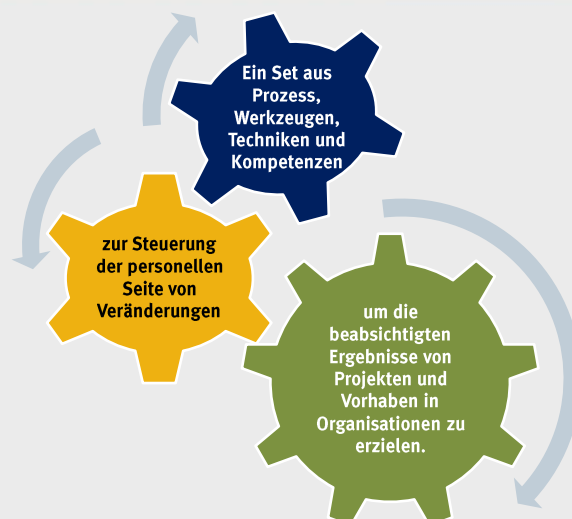 Ein Set aus
Prozess,
Werkzeugen,
Techniken und
Kompetenzen
zur Steuerung
der personellen
Seite von
Veränderungen
um die
beabsichtigten
Ergebnisse von
Projekten und
Vorhaben in
Organisationen zu
erzielen.